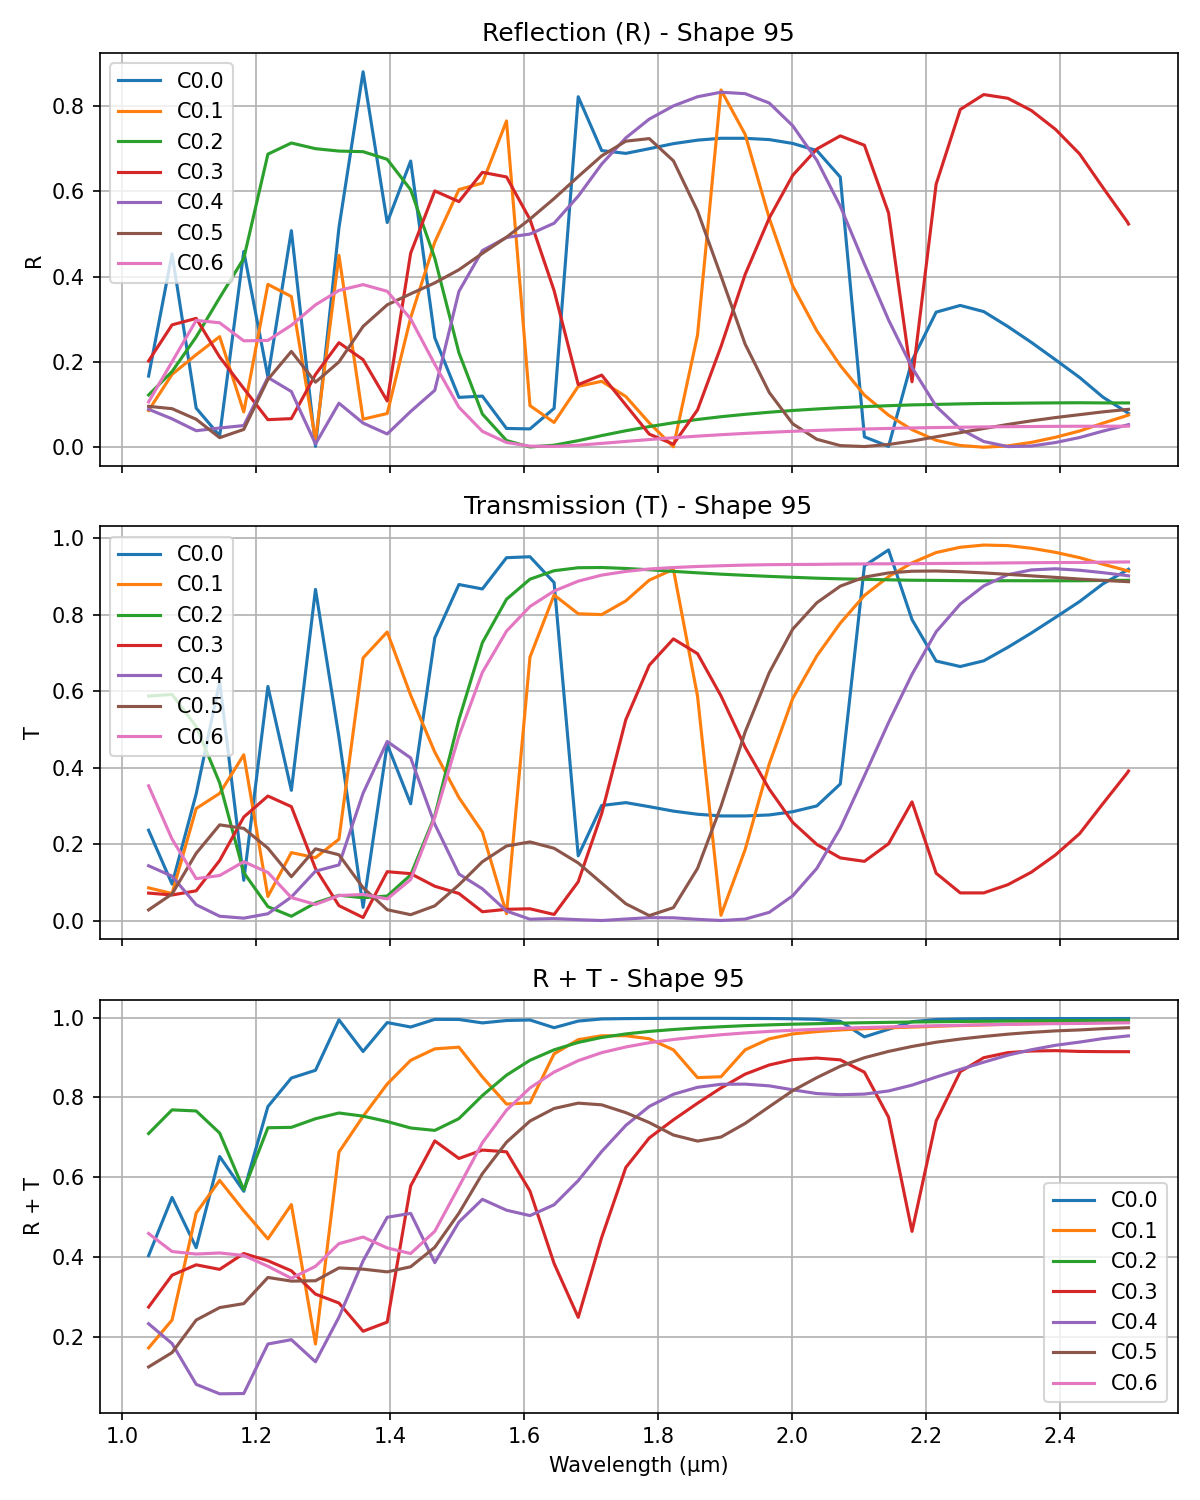 Reflection (R) - Shape 95
C0.0
C0.1
C0.2
C0.3
C0.4
C0.5
C0.6
0.8
0.6
0.4
0.2
0.0
R
Transmission (T) - Shape 95
C0.0
C0.1
C0.2
C0.3
C0.4
C0.5
C0.6
1.0
0.8
0.6
0.4
0.2
0.0
T
R + T - Shape 95
1.0
0.8
0.6
0.4
0.2
R + T
C0.0
C0.1
C0.2
C0.3
C0.4
C0.5
C0.6
1.0 1.2 1.4 1.6 1.8 2.0 2.2 2.4
Wavelength (μm)